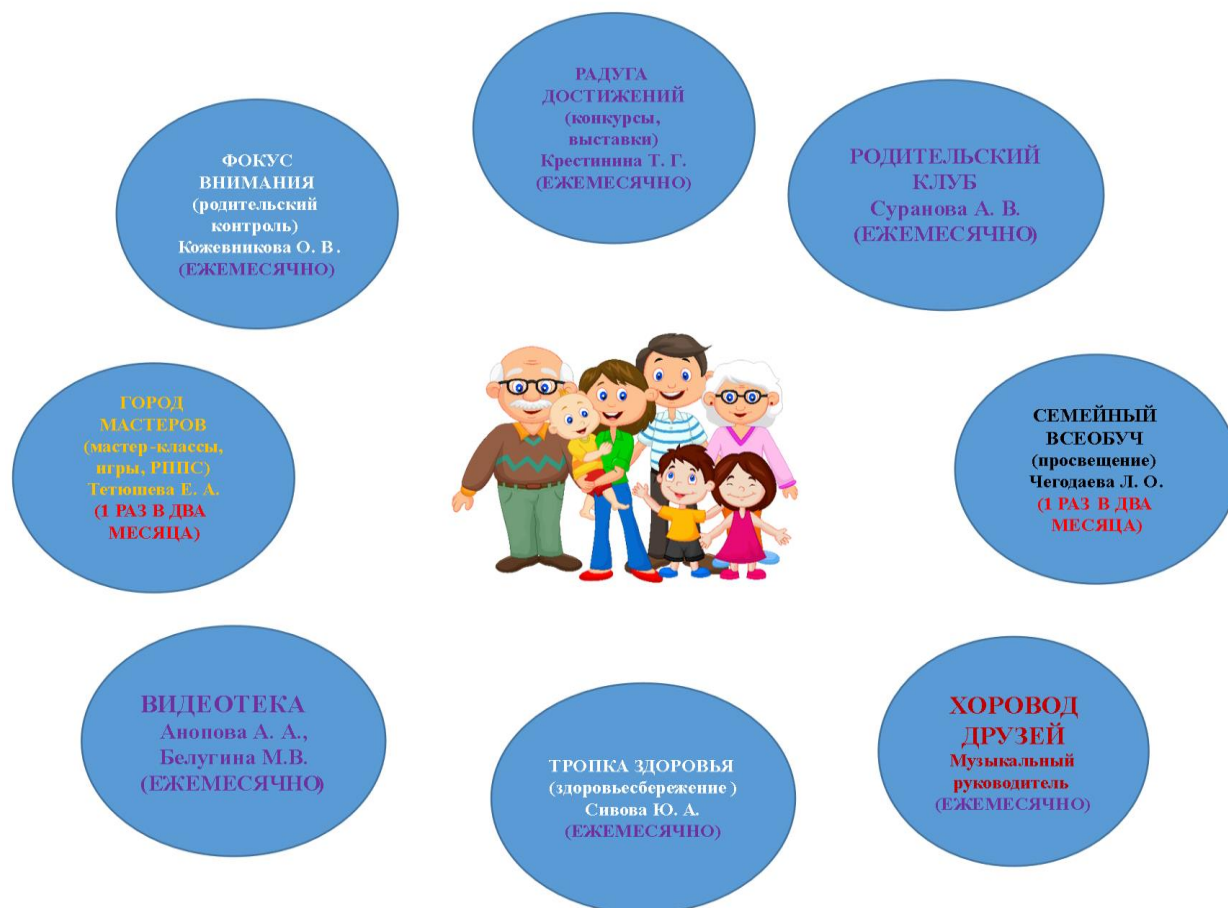 РАДУГА
ДОСТИЖЕНИЙ
(конкурсы,
выставки)
Крестинина Т. Г.
(ЕЖЕМЕСЯЧНО)
РОДИТЕЛЬСКИЙ
КЛУБ
Суранова А. В.
(ЕЖЕМЕСЯЧНО)
ФОКУС
ВНИМАНИЯ
(родительский
контроль)
Кожевникова О. В.
(ЕЖЕМЕСЯЧНО)
ГОРОД
МАСТЕРОВ
(мастер-классы,
игры, РППС)
Тетюшева Е. А.
(1 РАЗ В ДВА
МЕСЯЦА)
СЕМЕЙНЫЙ
ВСЕОБУЧ
(просвещение)
Чегодаева Л. О.
(1 РАЗ В ДВА
МЕСЯЦА)
ВИДЕОТЕКА
Анопова А. А.,
Белугина М.В.
(ЕЖЕМЕСЯЧНО)
ТРОПКА ЗДОРОВЬЯ
(здоровьесбережение )
Сивова Ю. А.
(ЕЖЕМЕСЯЧНО)
ХОРОВОД
ДРУЗЕЙ
Музыкальный
руководитель
(ЕЖЕМЕСЯЧНО)